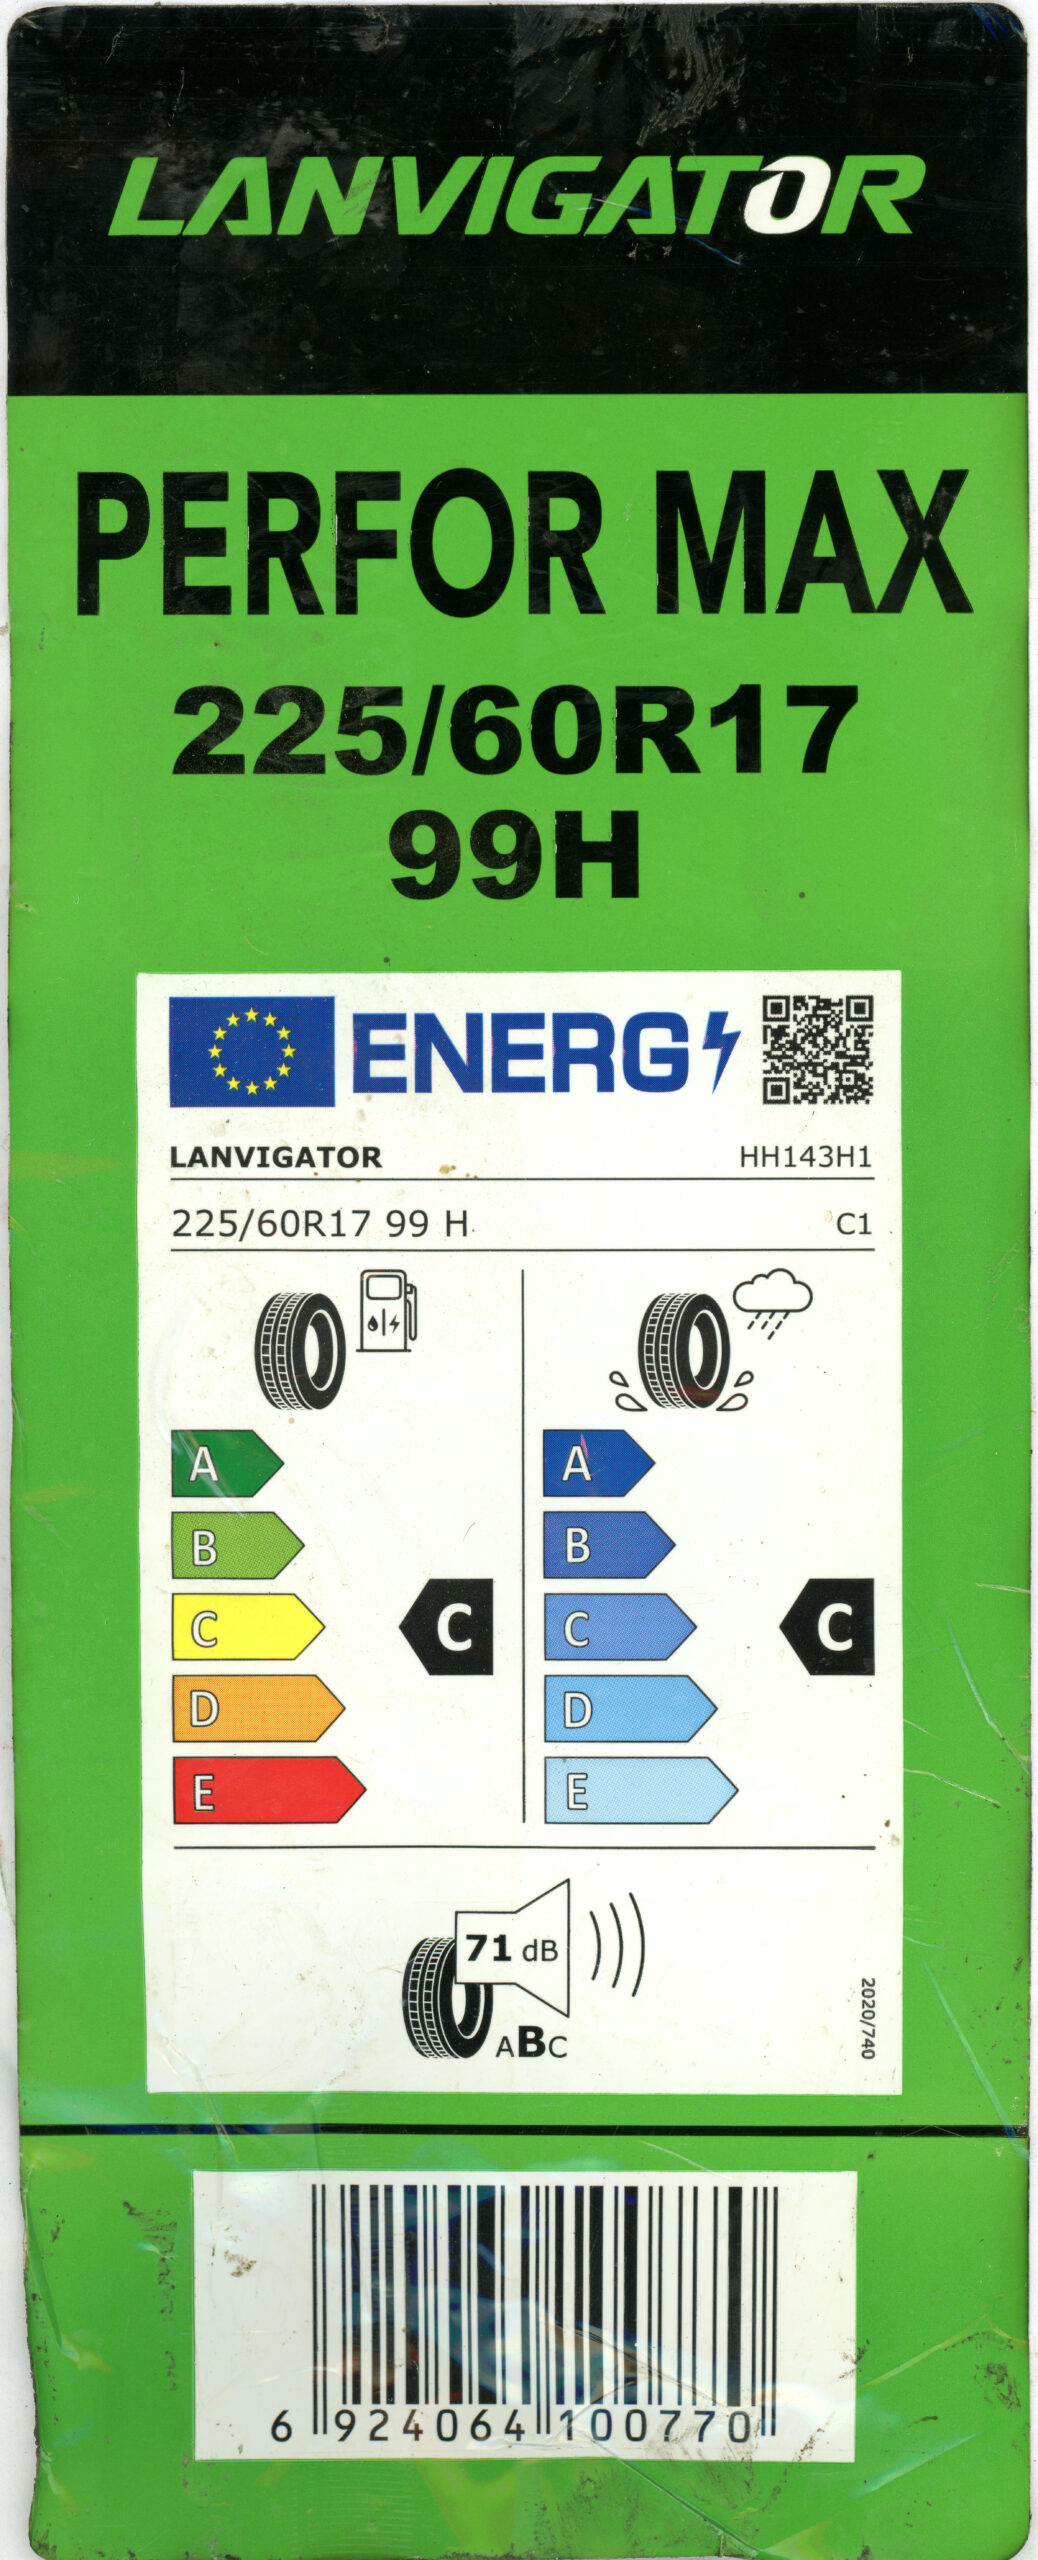 LANVIGATOR
PERFOR MAX
225/60R17
99H
ENERG
LANVIGATOR HH143H1
225/60R17 99 H C1
A A
B B
C C C C
D D
E E
71 dB
ABC
2020/740
6 924064 100770